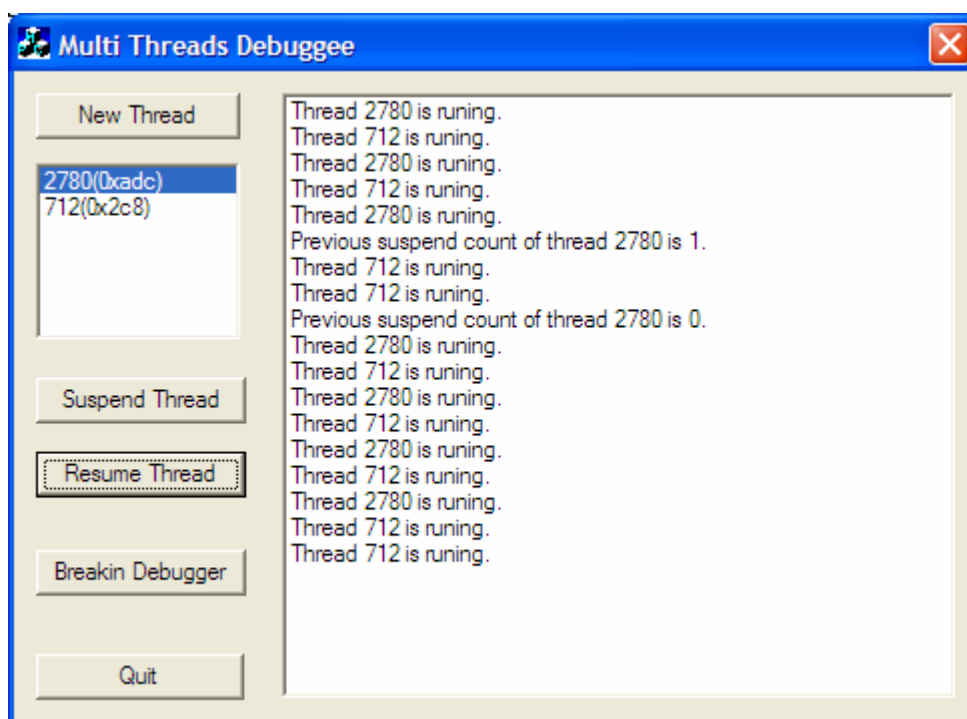 Multi Threads Debuggee
New Thread
2780(0xadc)
712(0x2c8)
Suspend Thread
Resume Thread
Breakin Debugger
Quit
Thread 2780 is runing.
Thread 712 is runing.
Thread 2780 is runing.
Thread 712 is runing.
Thread 2780 is runing.
Previous suspend count of thread 2780 is 1.
Thread 712 is runing.
Thread 712 is runing.
Previous suspend count of thread 2780 is 0.
Thread 2780 is runing.
Thread 712 is runing.
Thread 2780 is runing.
Thread 712 is runing.
Thread 2780 is runing.
Thread 712 is runing.
Thread 2780 is runing.
Thread 712 is runing.
Thread 712 is runing.